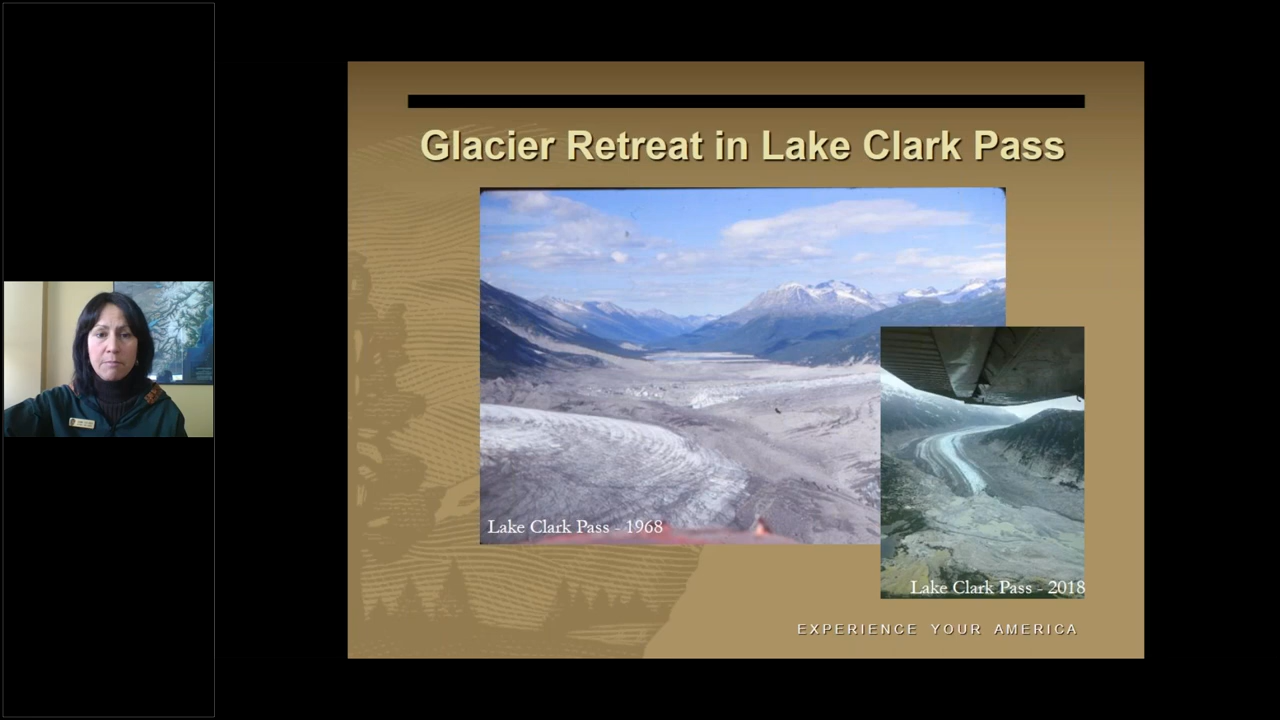 Glacier Retreat in Lake Clark Pass
Lake Clark Pass - 1968
Lake Clark Pass - 2018
EXPERIENCE YOUR AMERICA